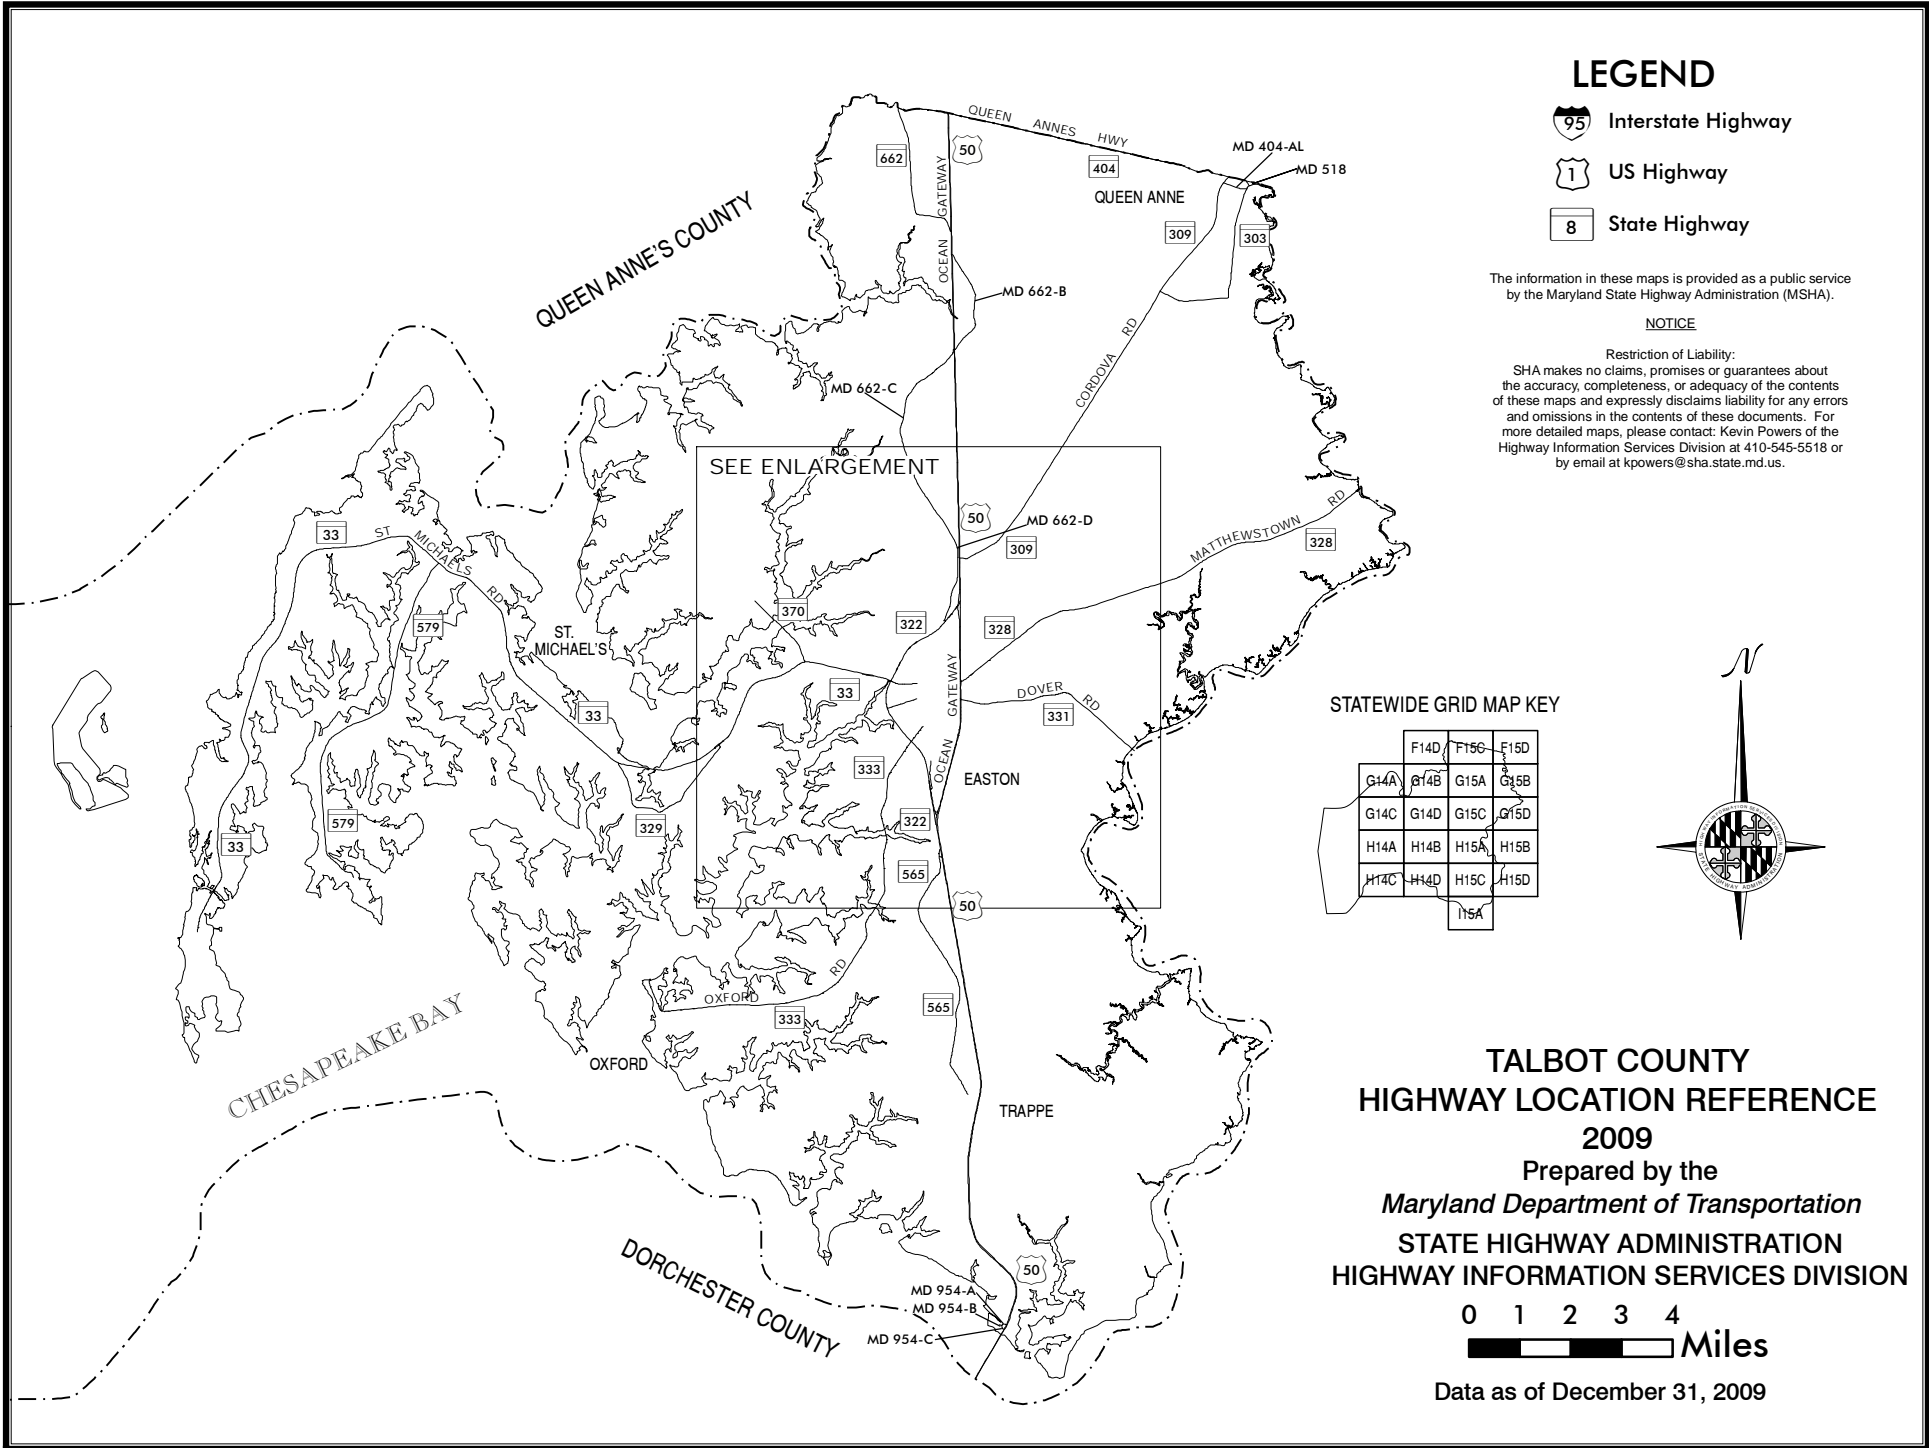 LEGEND
95 Interstate Highway
1 US Highway
8 State Highway
The information in these maps is provided as a public service
by the Maryland State Highway Administration (MSHA).
NOTICE
Restriction of Liability:
SHA makes no claims, promises or guarantees about
the accuracy, completeness, or adequacy of the contents
of these maps and expressly disclaims liability for any errors
and omissions in the contents of these documents. For
more detailed maps, please contact: Kevin Powers of the
Highway Information Services Division at 410-545-5518 or
by email at kpowers@sha.state.md.us.
QUEEN ANNES HWY
50
662
404
MD 404-AL
MD 518
QUEEN ANNE
OCEAN GATEWAY
309
303
QUEEN ANNE'S COUNTY
MD 662-B
CORDOVA RD
MD 662-C
SEE ENLARGEMENT
50
MD 662-D
309
MATTHEWSTOWN RD
328
33
ST MICHAELS RD
579
370
322
328
ST.
MICHAEL'S
33
33
DOVER RD
331
OCEAN GATEWAY
333
EASTON
579
33
329
322
565
50
OXFORD RD
333
565
OXFORD
CHESAPEAKE BAY
TRAPPE
50
MD 954-A
MD 954-B
MD 954-C
DORCHESTER COUNTY
STATEWIDE GRID MAP KEY
F14D F15C F15D
G14A G14B G15A G15B
G14C G14D G15C G15D
H14A H14B H15A H15B
H14C H14D H15C H15D
I15A
N
HIGHWAY INFORMATION SERVICES DIVISION
STATE HIGHWAY ADMINISTRATION
TALBOT COUNTY
HIGHWAY LOCATION REFERENCE
2009
Prepared by the
Maryland Department of Transportation
STATE HIGHWAY ADMINISTRATION
HIGHWAY INFORMATION SERVICES DIVISION
0 1 2 3 4
Miles
Data as of December 31, 2009